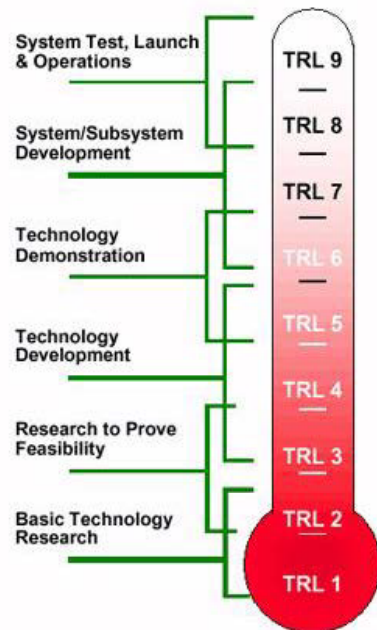 System Test, Launch
& Operations
System/Subsystem
Development
Technology
Demonstration
Technology
Development
Research to Prove
Feasibility
Basic Technology
Research
TRL 9
TRL 8
TRL 7
TRL 6
TRL 5
TRL 4
TRL 3
TRL 2
TRL 1